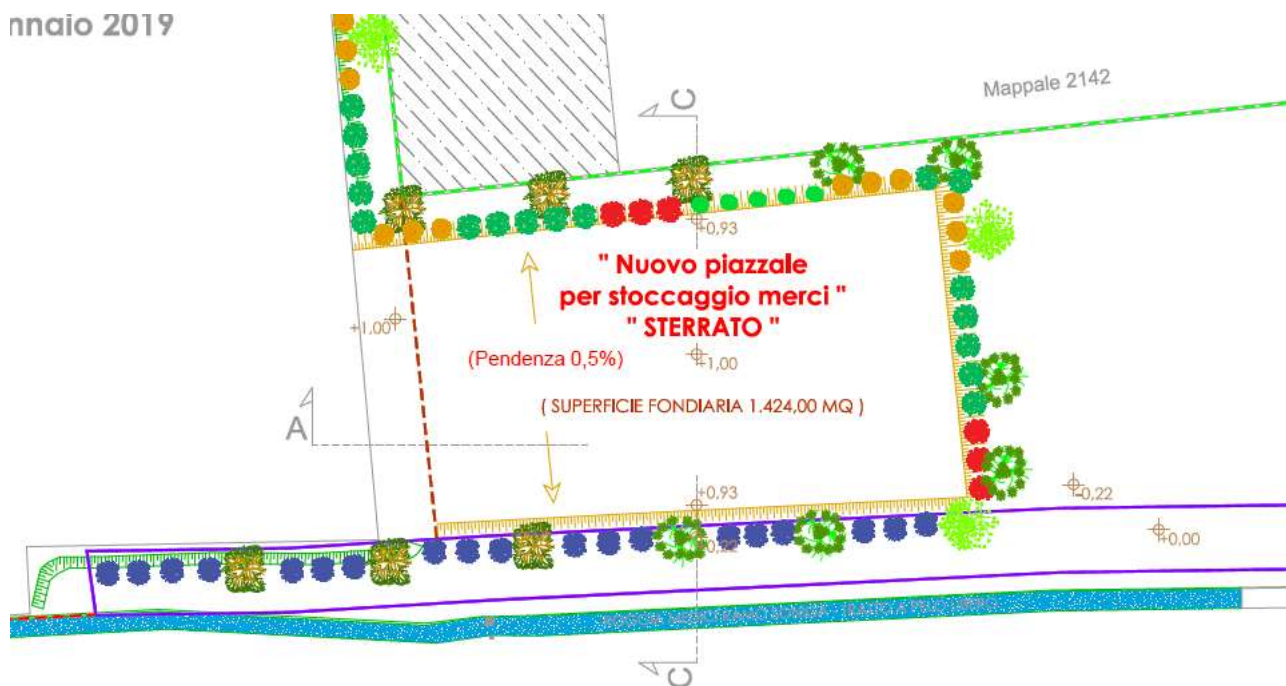 nnaio 2019
Mappale 2142
C
+0,93
" Nuovo piazzale
per stoccaggio merci "
" STERRATO "
+1,00
(Pendenza 0,5%)
+1,00
( SUPERFICIE FONDIARIA 1.424,00 MQ )
A
+0,93
-0,22
+0,00
C